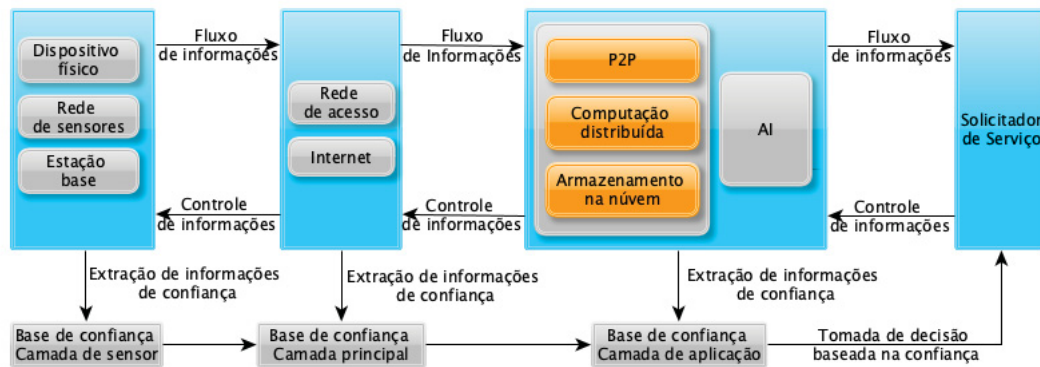 Fluxo
de informações
Fluxo
de Informações
Fluxo
de informações
Dispositivo
físico
Rede
de sensores
Estação
base
Rede
de acesso
Internet
P2P
Computação
distribuída
Armazenamento
na núvem
AI
Solicitador
de Serviço
Controle
de informações
Controle
de informações
Controle
de informações
Extração de informações
de confiança
Extração de informações
de confiança
Extração de informações
de confiança
Base de confiança
Camada de sensor
Base de confiança
Camada principal
Base de confiança
Camada de aplicação
Tomada de decisão
baseada na confiança